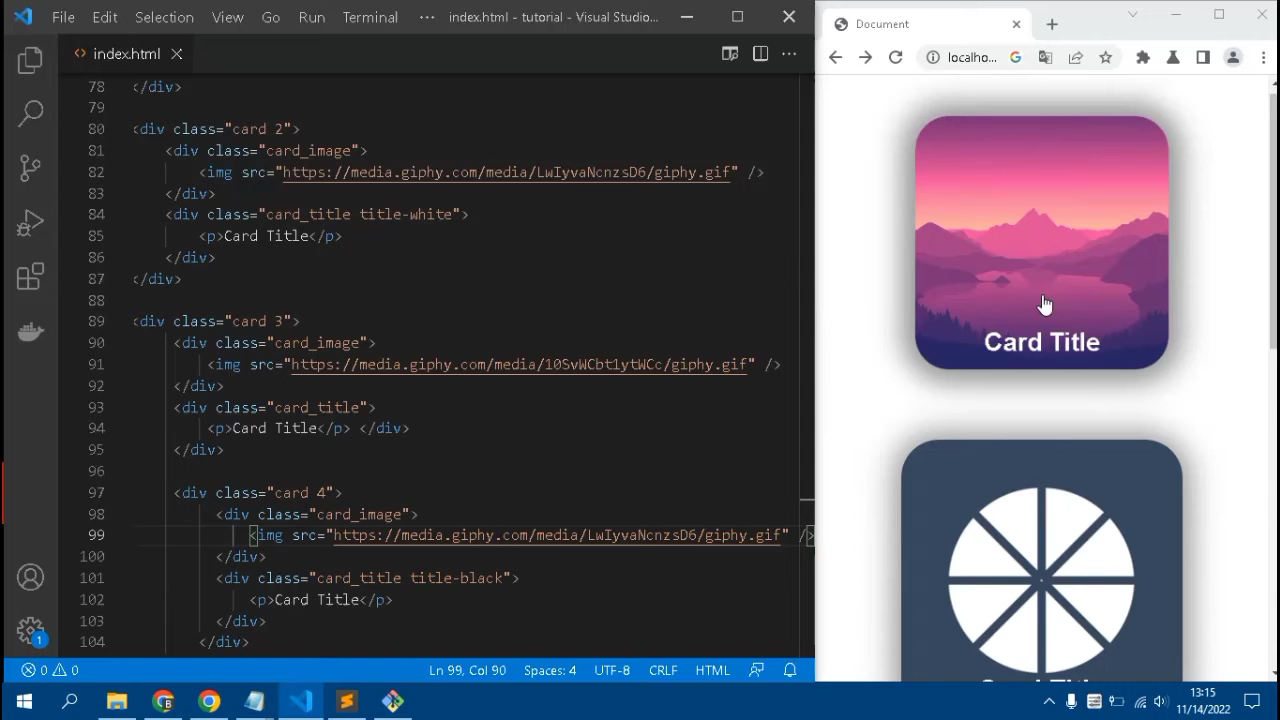 File Edit Selection View Go Run Terminal ··· index.html - tutorial - Visual Studio...
index.html
78 </div>
79
80 <div class="card 2">
81 <div class="card_image">
82 <img src="https://media.giphy.com/media/LwIyvaNcnzsD6/giphy.gif" />
83 </div>
84 <div class="card_title title-white">
85 <p>Card Title</p>
86 </div>
87 </div>
88
89 <div class="card 3">
90 <div class="card_image">
91 <img src="https://media.giphy.com/media/10SvWCbt1ytWCc/giphy.gif" />
92 </div>
93 <div class="card_title">
94 <p>Card Title</p> </div>
95 </div>
96
97 <div class="card 4">
98 <div class="card_image">
99 <img src="https://media.giphy.com/media/LwIyvaNcnzsD6/giphy.gif" />
100 </div>
101 <div class="card_title title-black">
102 <p>Card Title</p>
103 </div>
104 </div>
1
0 0 Ln 99, Col 90 Spaces: 4 UTF-8 CRLF HTML
Document
localho...
Card Title
13:15
11/14/2022